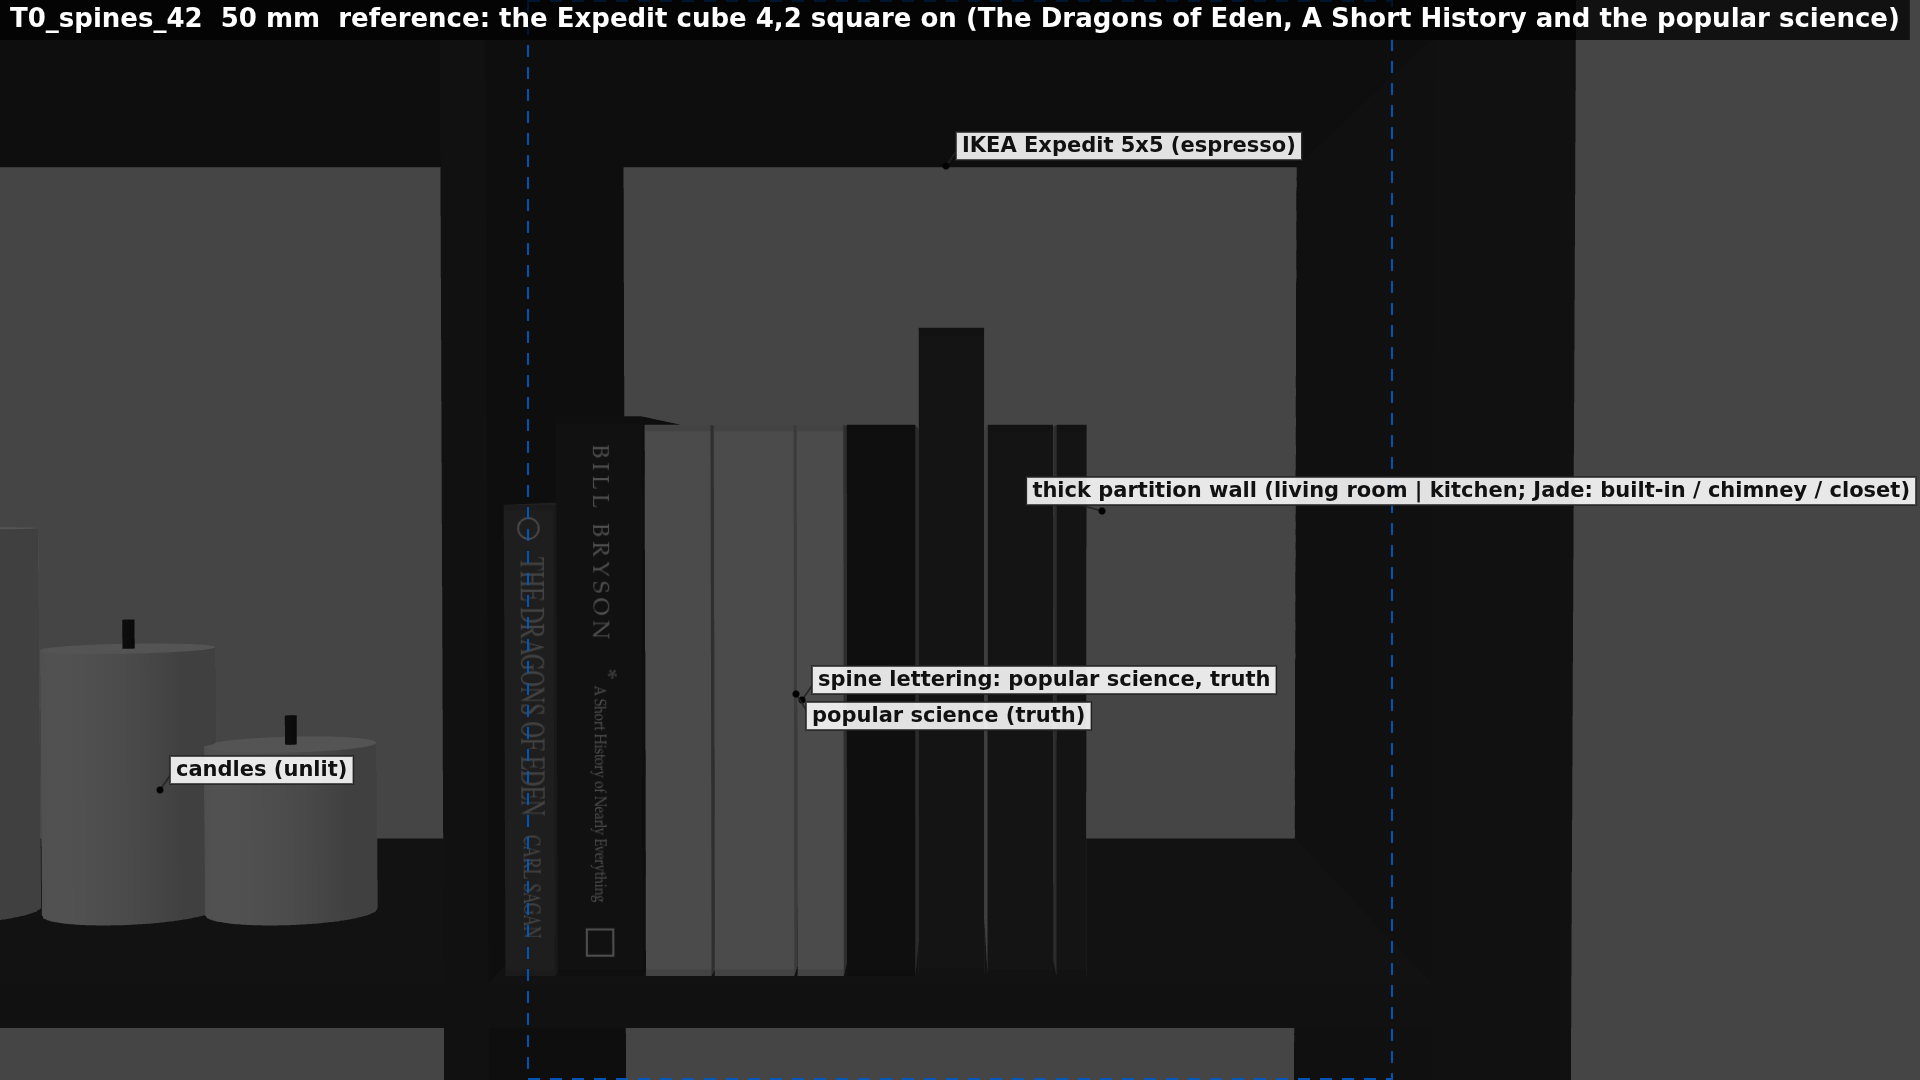 T0_spines_42  50 mm  reference: the Expedit cube 4,2 square on (The Dragons of Eden, A Short History and the popular science)
IKEA Expedit 5x5 (espresso)
thick partition wall (living room | kitchen; Jade: built-in / chimney / closet)
spine lettering: popular science, truth
popular science (truth)
candles (unlit)
THE DRAGONS OF EDEN CARL SAGAN
BILL BRYSON * A Short History of Nearly Everything